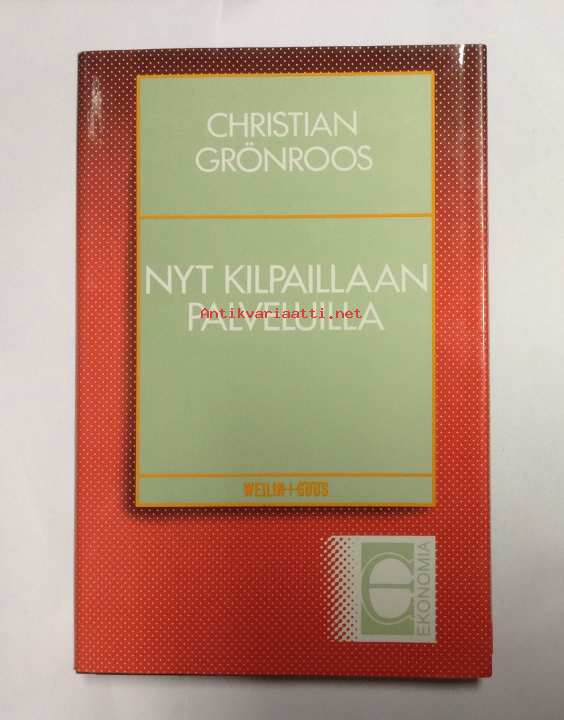 CHRISTIAN
GRÖNROOS
NYT KILPAILLAAN
PALVELUILLA
Antikvariaatti.net
WEILIN+GÖÖS
e
EKONOMIA